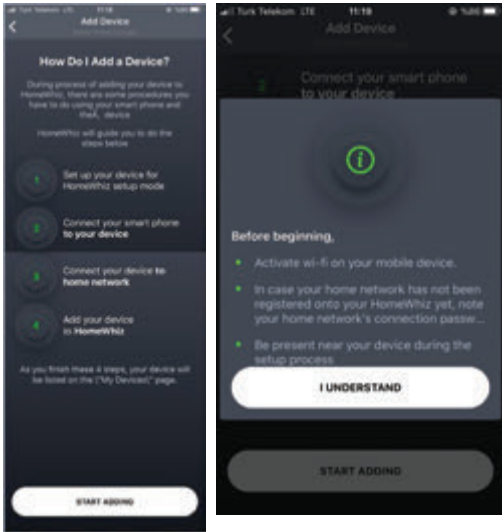 Turk Telekom LTE 11:18
Add Device
How Do I Add a Device?
During process of adding your device to
HomeWhiz, there are some procedures you
have to do using your smart phone and
theÂ, device
HomeWhiz will guide you to do the
steps below
1
Set up your device for
HomeWhiz setup mode
2
Connect your smart phone
to your device
3
Connect your device to
home network
4
Add your device
to HomeWhiz
As you finish these 4 steps, your device will
be listed on the ["My Devices]," page.
START ADDING
Turk Telekom LTE 11:19 %86
Add Device
Connect your smart phone
to your device
i
Before beginning,
• Activate wi-fi on your mobile device.
• In case your home network has not been
registered onto your HomeWhiz yet, note
your home network's connection passw...
• Be present near your device during the
setup process
I UNDERSTAND
START ADDING